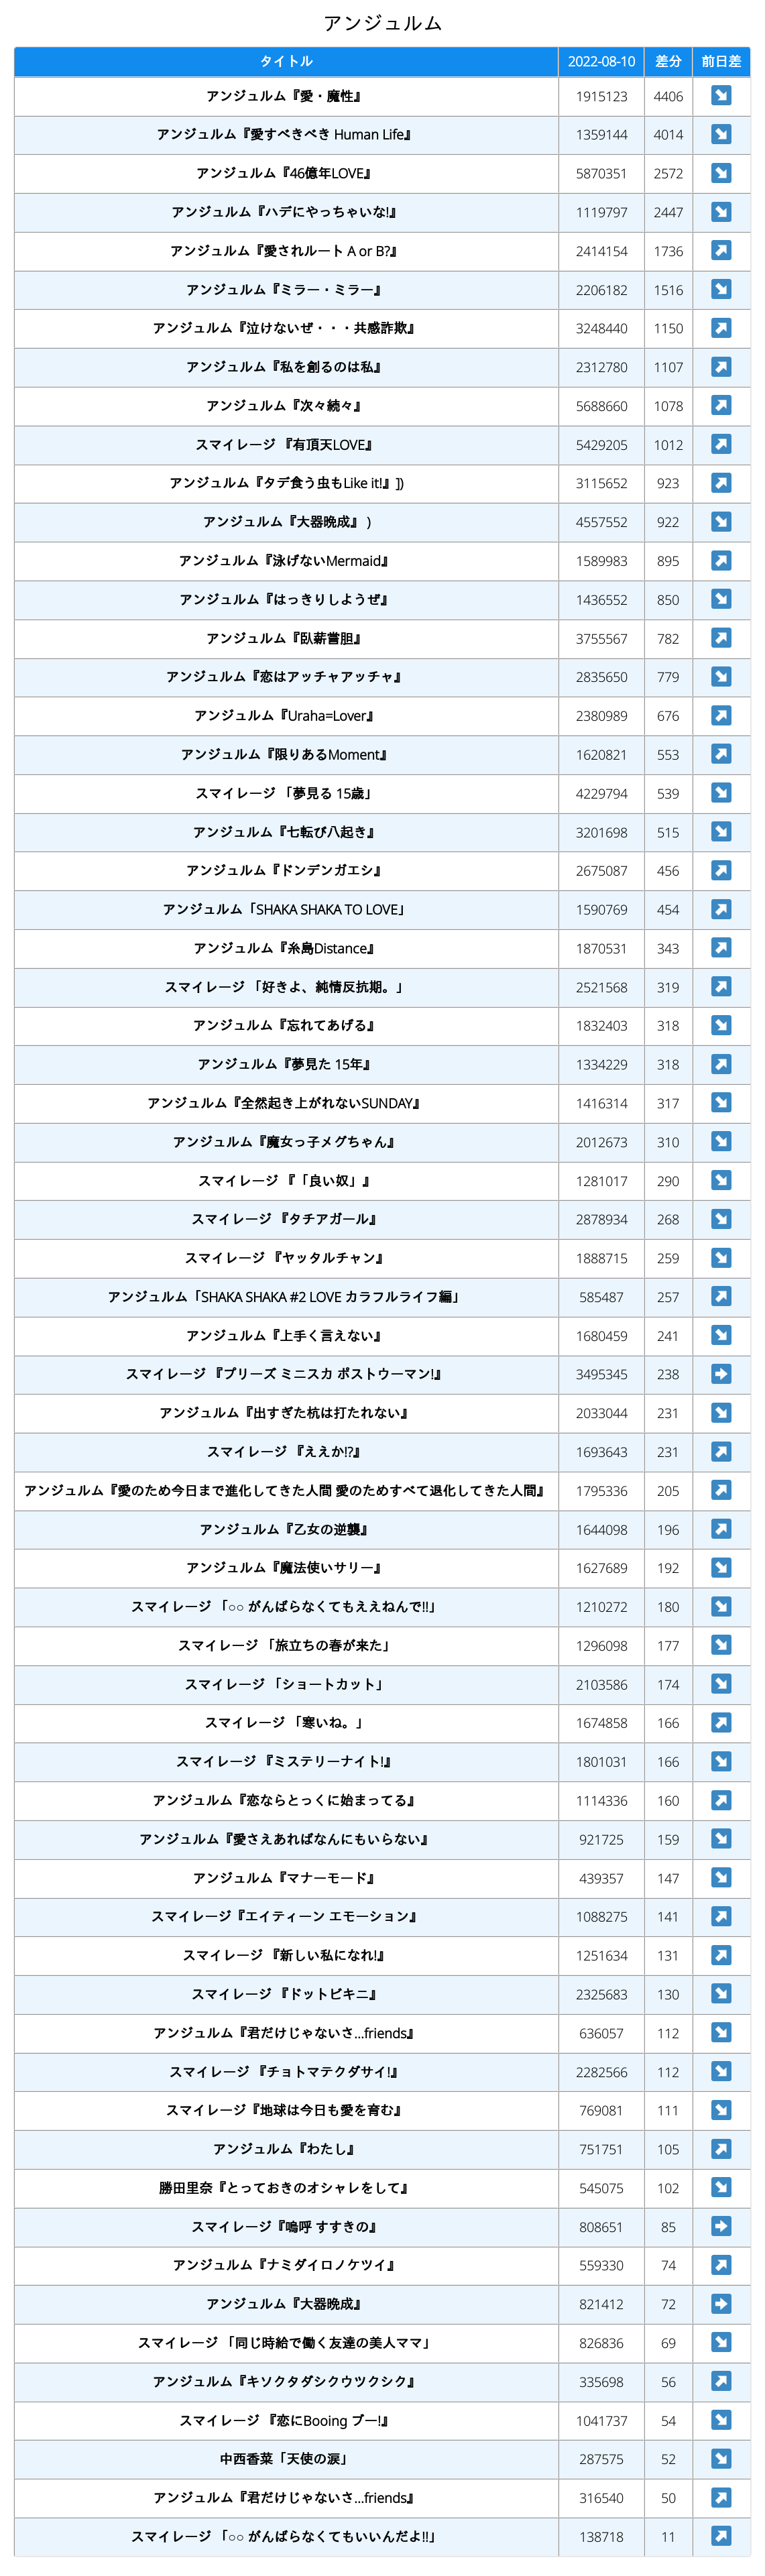 アンジュルム
タイトル 2022-08-10 差分 前日差
アンジュルム『愛・魔性』 1915123 4406 ↘
アンジュルム『愛すべきべき Human Life』 1359144 4014 ↘
アンジュルム『46億年LOVE』 5870351 2572 ↘
アンジュルム『ハデにやっちゃいな!』 1119797 2447 ↘
アンジュルム『愛されルート A or B?』 2414154 1736 ↗
アンジュルム『ミラー・ミラー』 2206182 1516 ↘
アンジュルム『泣けないぜ・・・共感詐欺』 3248440 1150 ↗
アンジュルム『私を創るのは私』 2312780 1107 ↗
アンジュルム『次々続々』 5688660 1078 ↗
スマイレージ 『有頂天LOVE』 5429205 1012 ↗
アンジュルム『タデ食う虫もLike it!』]) 3115652 923 ↗
アンジュルム『大器晩成』 ) 4557552 922 ↘
アンジュルム『泳げないMermaid』 1589983 895 ↗
アンジュルム『はっきりしようぜ』 1436552 850 ↘
アンジュルム『臥薪嘗胆』 3755567 782 ↗
アンジュルム『恋はアッチャアッチャ』 2835650 779 ↘
アンジュルム『Uraha=Lover』 2380989 676 ↗
アンジュルム『限りあるMoment』 1620821 553 ↗
スマイレージ 「夢見る 15歳」 4229794 539 ↘
アンジュルム『七転び八起き』 3201698 515 ↘
アンジュルム『ドンデンガエシ』 2675087 456 ↗
アンジュルム「SHAKA SHAKA TO LOVE」 1590769 454 ↗
アンジュルム『糸島Distance』 1870531 343 ↗
スマイレージ 「好きよ、純情反抗期。」 2521568 319 ↗
アンジュルム『忘れてあげる』 1832403 318 ↘
アンジュルム『夢見た 15年』 1334229 318 ↗
アンジュルム『全然起き上がれないSUNDAY』 1416314 317 ↘
アンジュルム『魔女っ子メグちゃん』 2012673 310 ↘
スマイレージ 『「良い奴」』 1281017 290 ↘
スマイレージ 『タチアガール』 2878934 268 ↘
スマイレージ 『ヤッタルチャン』 1888715 259 ↘
アンジュルム「SHAKA SHAKA #2 LOVE カラフルライフ編」 585487 257 ↗
アンジュルム『上手く言えない』 1680459 241 ↘
スマイレージ 『プリーズ ミニスカ ポストウーマン!』 3495345 238 →
アンジュルム『出すぎた杭は打たれない』 2033044 231 ↘
スマイレージ 『ええか!?』 1693643 231 ↗
アンジュルム『愛のため今日まで進化してきた人間 愛のためすべて退化してきた人間』 1795336 205 ↗
アンジュルム『乙女の逆襲』 1644098 196 ↗
アンジュルム『魔法使いサリー』 1627689 192 ↘
スマイレージ 「○○ がんばらなくてもええねんで!!」 1210272 180 ↘
スマイレージ 「旅立ちの春が来た」 1296098 177 ↘
スマイレージ 「ショートカット」 2103586 174 ↘
スマイレージ 「寒いね。」 1674858 166 ↗
スマイレージ 『ミステリーナイト!』 1801031 166 ↘
アンジュルム『恋ならとっくに始まってる』 1114336 160 ↗
アンジュルム『愛さえあればなんにもいらない』 921725 159 ↘
アンジュルム『マナーモード』 439357 147 ↘
スマイレージ『エイティーン エモーション』 1088275 141 ↗
スマイレージ 『新しい私になれ!』 1251634 131 ↗
スマイレージ 『ドットビキニ』 2325683 130 ↘
アンジュルム『君だけじゃないさ...friends』 636057 112 ↘
スマイレージ 『チョトマテクダサイ!』 2282566 112 ↘
スマイレージ『地球は今日も愛を育む』 769081 111 ↘
アンジュルム『わたし』 751751 105 ↗
勝田里奈『とっておきのオシャレをして』 545075 102 ↘
スマイレージ『嗚呼 すすきの』 808651 85 →
アンジュルム『ナミダイロノケツイ』 559330 74 ↗
アンジュルム『大器晩成』 821412 72 →
スマイレージ 「同じ時給で働く友達の美人ママ」 826836 69 ↘
アンジュルム『キソクタダシクウツクシク』 335698 56 ↗
スマイレージ 『恋にBooing ブー!』 1041737 54 ↘
中西香菜「天使の涙」 287575 52 ↘
アンジュルム『君だけじゃないさ...friends』 316540 50 ↗
スマイレージ 「○○ がんばらなくてもいいんだよ!!」 138718 11 ↗